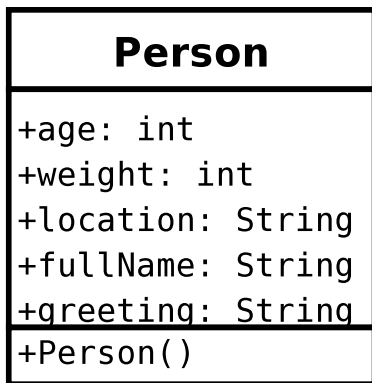 Person
+age: int
+weight: int
+location: String
+fullName: String
+greeting: String
+Person()